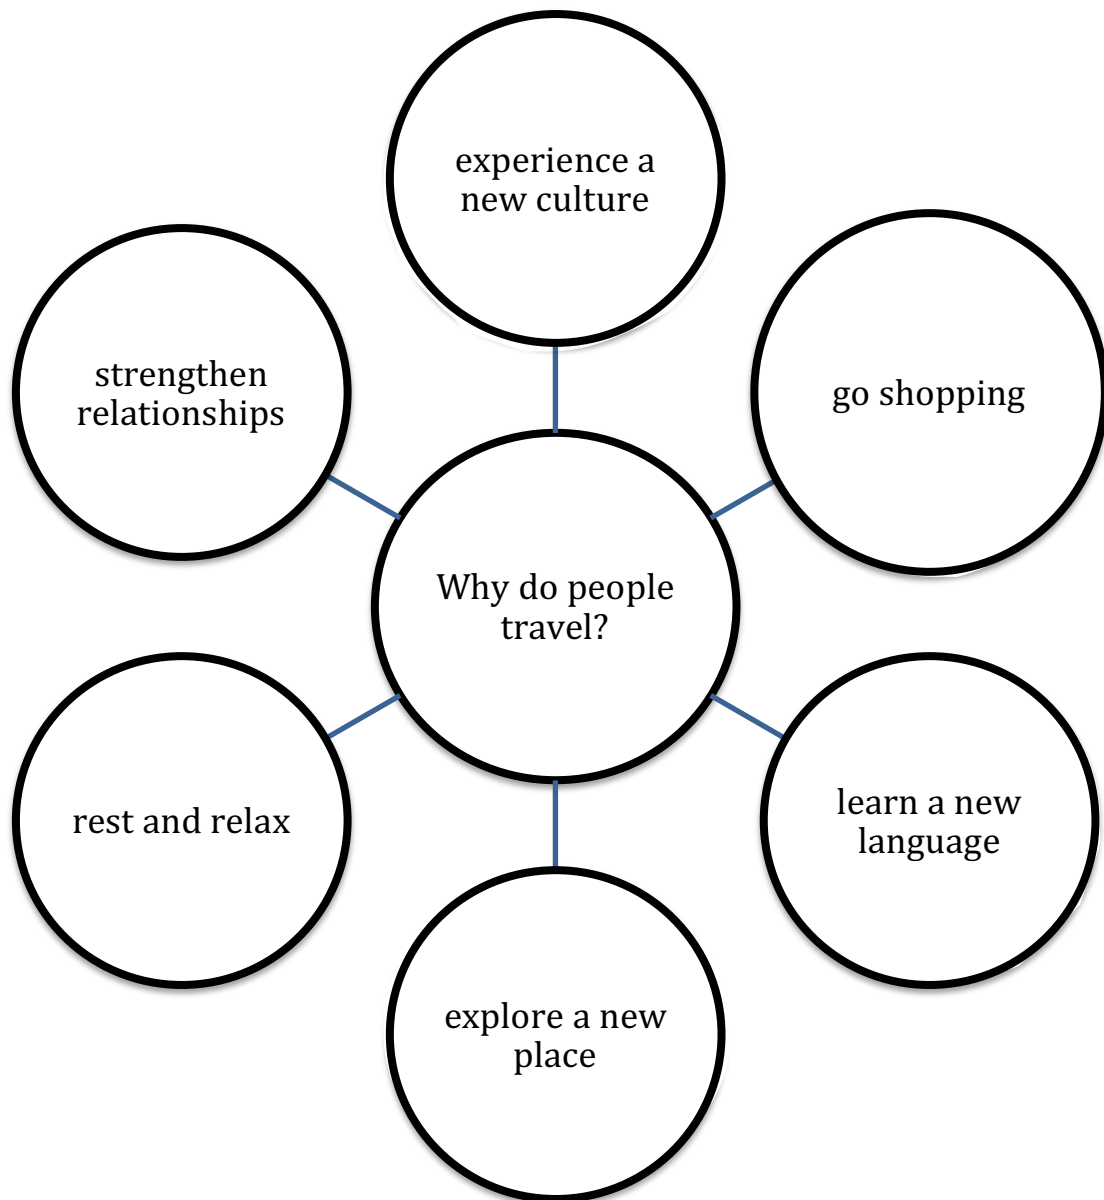 experience a
new culture
strengthen
relationships
go shopping
Why do people
travel?
rest and relax
learn a new
language
explore a new
place